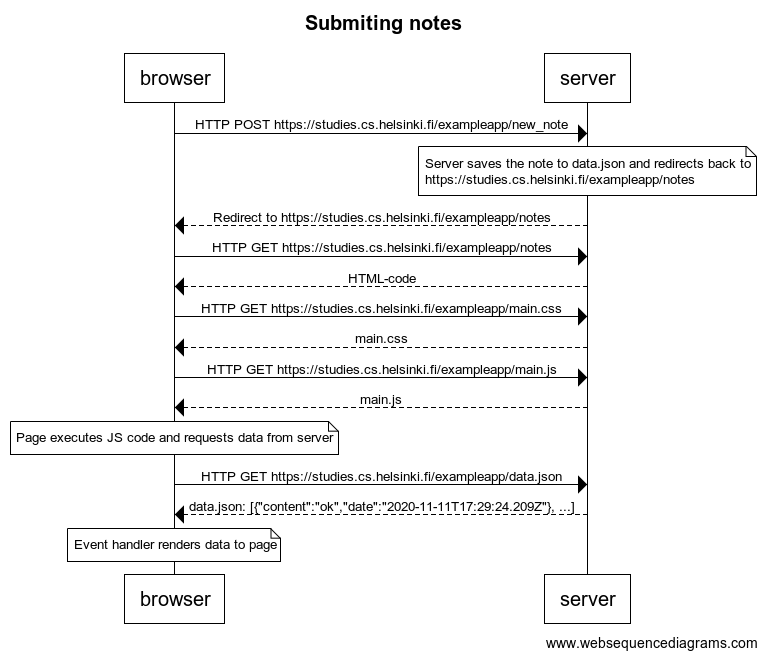 Submiting notes
browser
server
HTTP POST https://studies.cs.helsinki.fi/exampleapp/new_note
Server saves the note to data.json and redirects back to
https://studies.cs.helsinki.fi/exampleapp/notes
Redirect to https://studies.cs.helsinki.fi/exampleapp/notes
HTTP GET https://studies.cs.helsinki.fi/exampleapp/notes
HTML-code
HTTP GET https://studies.cs.helsinki.fi/exampleapp/main.css
main.css
HTTP GET https://studies.cs.helsinki.fi/exampleapp/main.js
main.js
Page executes JS code and requests data from server
HTTP GET https://studies.cs.helsinki.fi/exampleapp/data.json
data.json: [{"content":"ok","date":"2020-11-11T17:29:24.209Z"}, ...]
Event handler renders data to page
browser
server
www.websequencediagrams.com